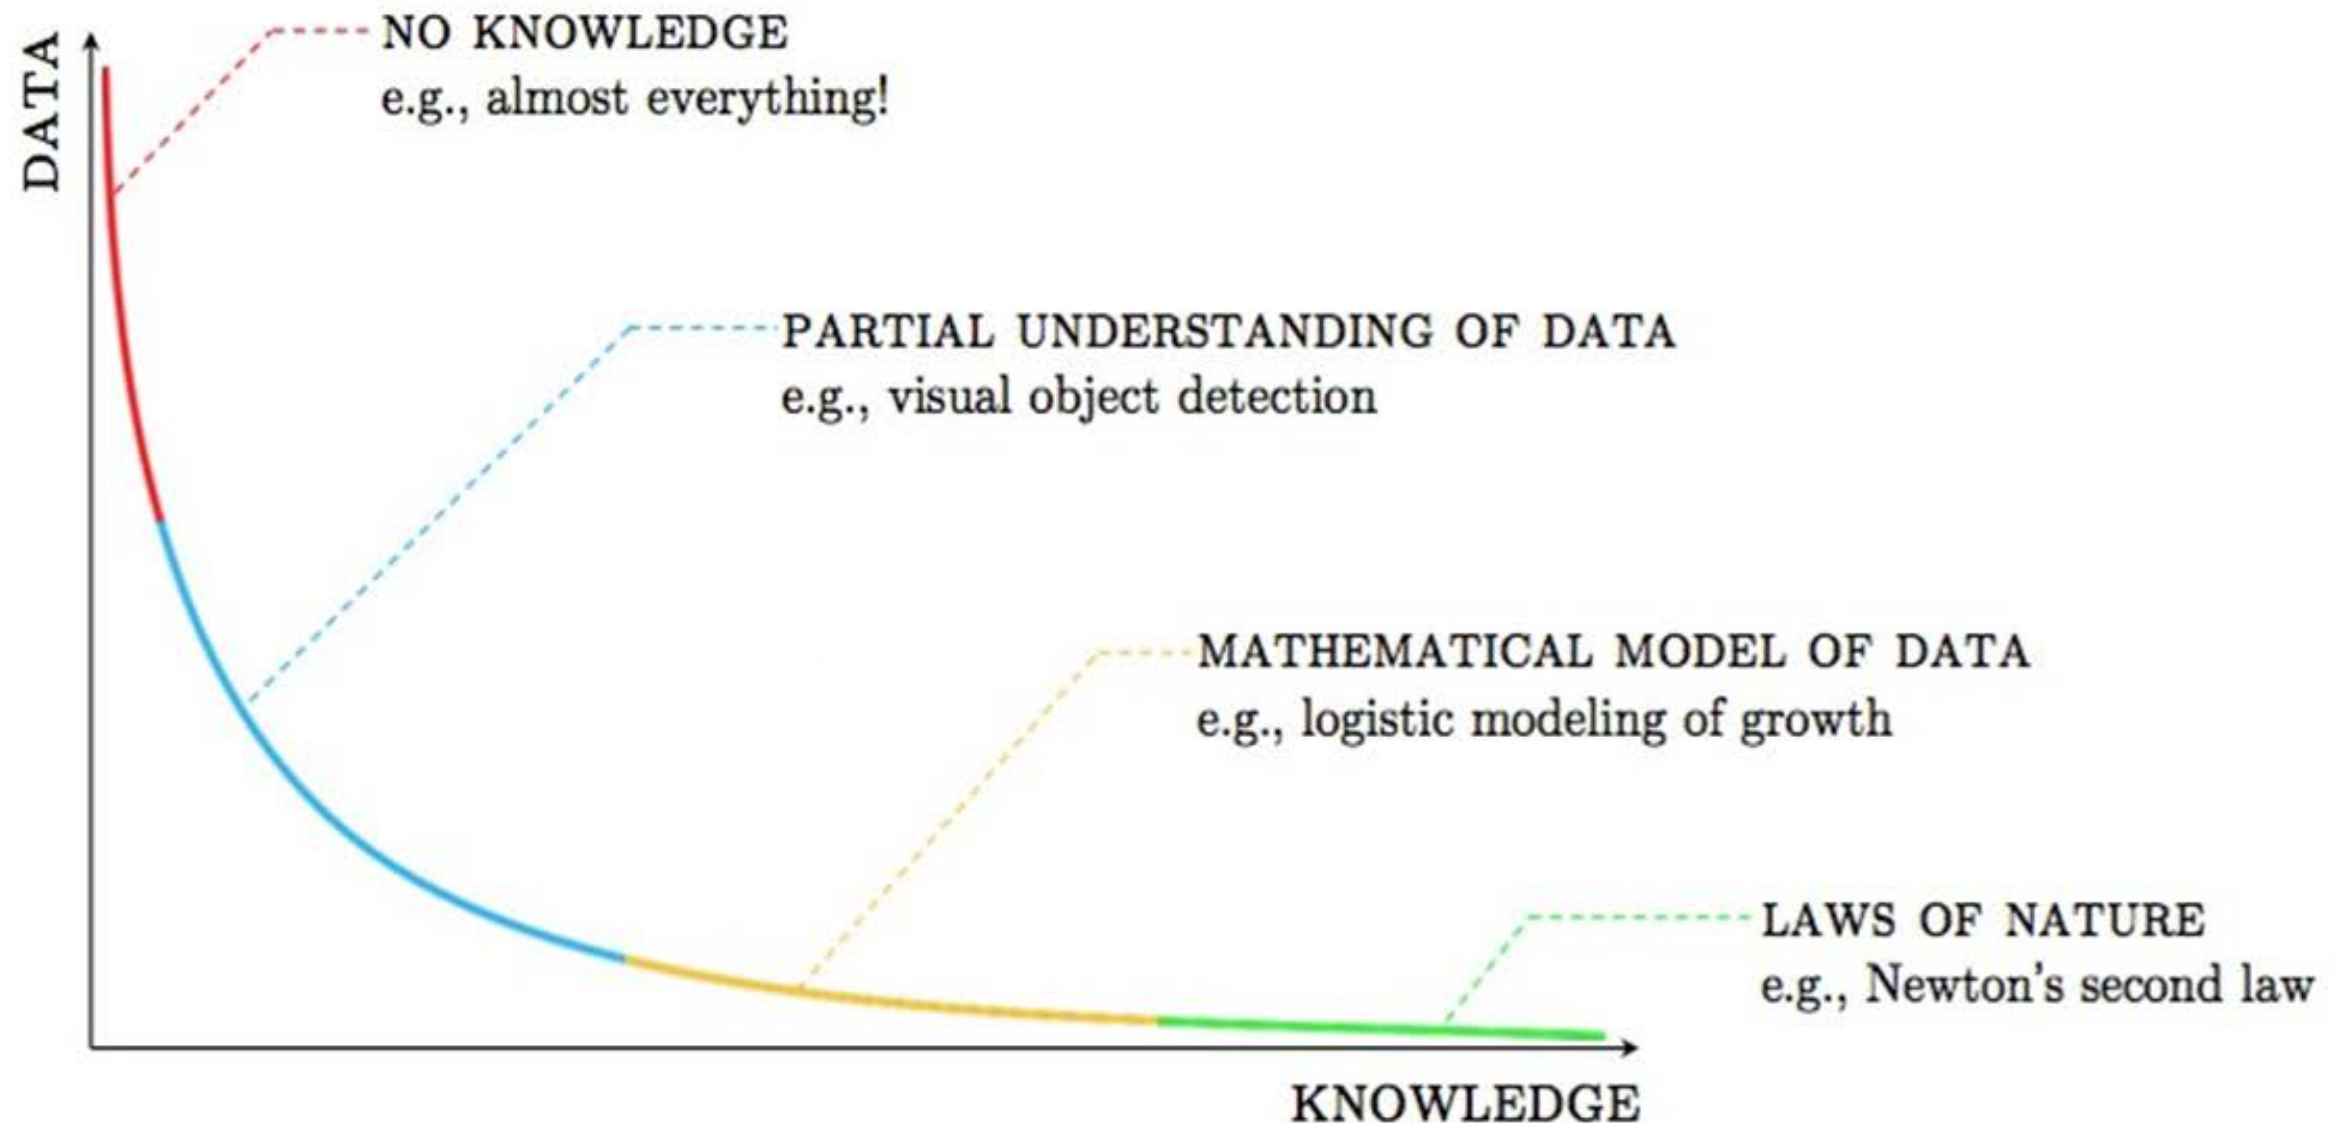 DATA
NO KNOWLEDGE
e.g., almost everything!
PARTIAL UNDERSTANDING OF DATA
e.g., visual object detection
MATHEMATICAL MODEL OF DATA
e.g., logistic modeling of growth
LAWS OF NATURE
e.g., Newton's second law
KNOWLEDGE